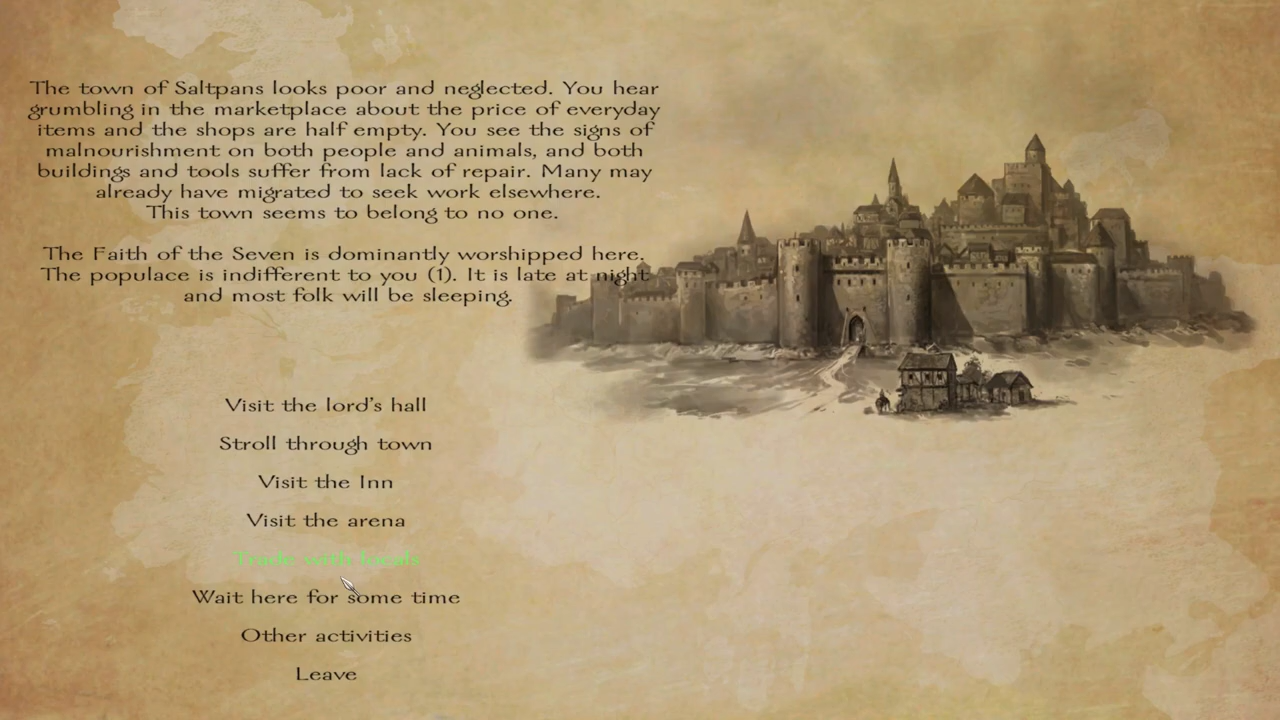 The town of Saltpans looks poor and neglected. You hear
grumbling in the marketplace about the price of everyday
items and the shops are half empty. You see the signs of
malnourishment on both people and animals, and both
buildings and tools suffer from lack of repair. Many may
already have migrated to seek work elsewhere.
This town seems to belong to no one.
The Faith of the Seven is dominantly worshipped here.
The populace is indifferent to you (1). It is late at night
and most folk will be sleeping.
Visit the lord's hall
Stroll through town
Visit the Inn
Visit the arena
Trade with locals
Wait here for some time
Other activities
Leave